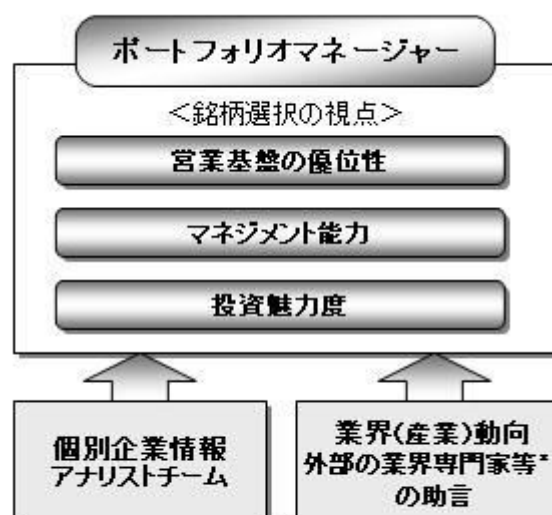 ポートフォリオマネージャー
＜銘柄選択の視点＞
営業基盤の優位性
マネジメント能力
投資魅力度
個別企業情報
アナリストチーム
業界(産業)動向
外部の業界専門家等*
の助言